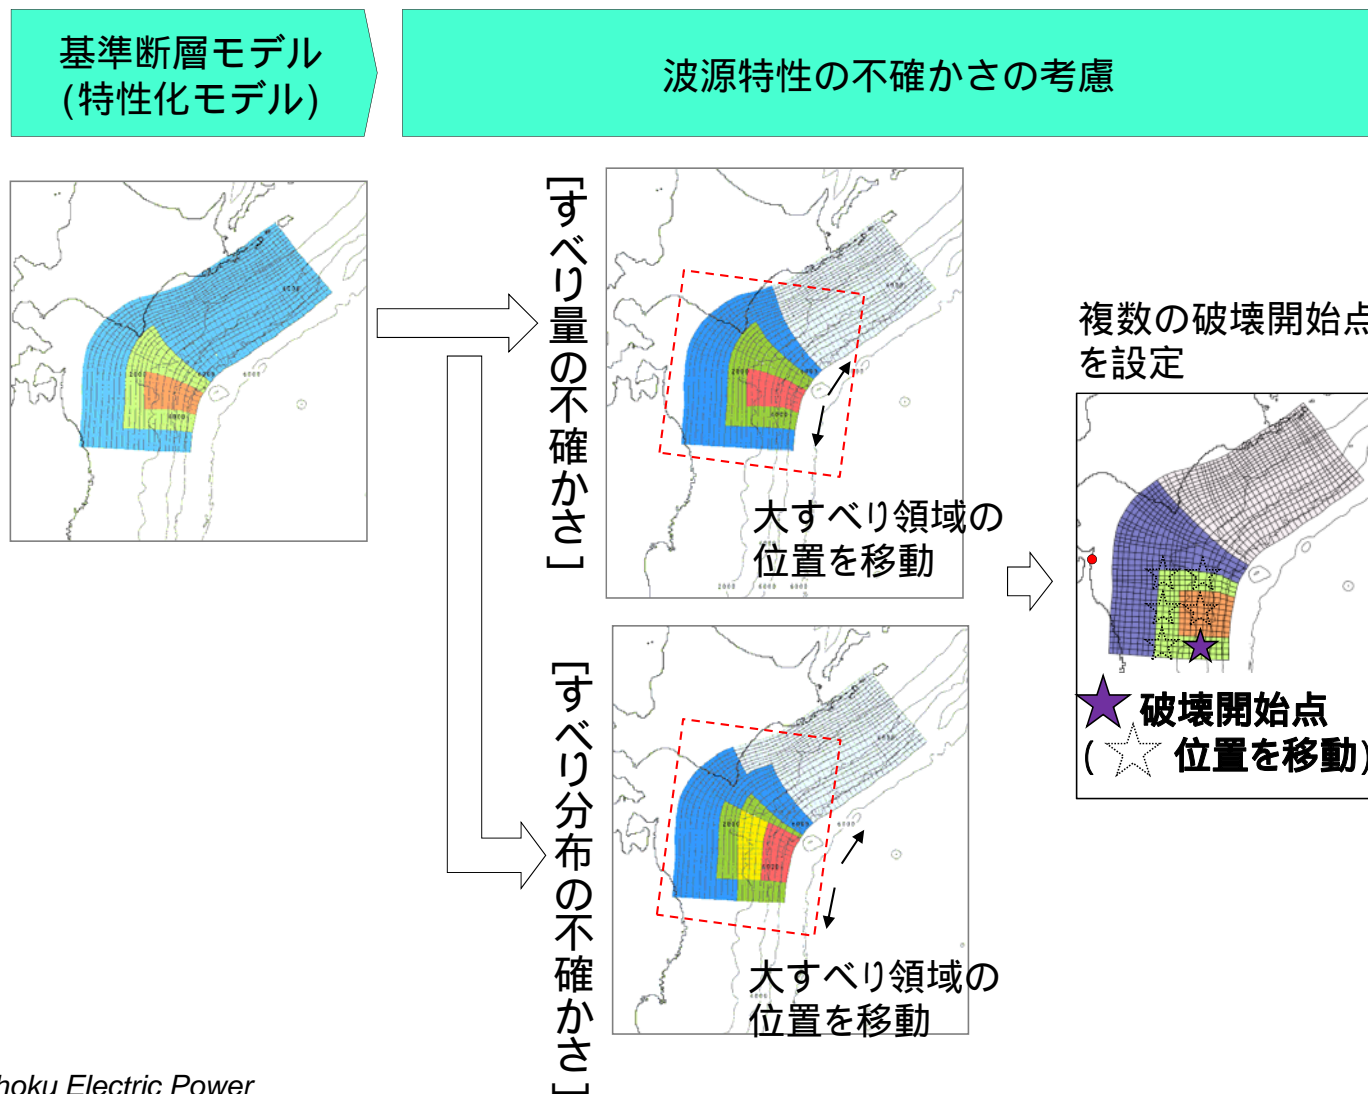 基準断層モデル
(特性化モデル)
波源特性の不確かさの考慮
[すべり量の不確かさ]
大すべり領域の
位置を移動
[すべり分布の不確かさ]
大すべり領域の
位置を移動
複数の破壊開始点
を設定
破壊開始点
( 位置を移動)
hoku Electric Power